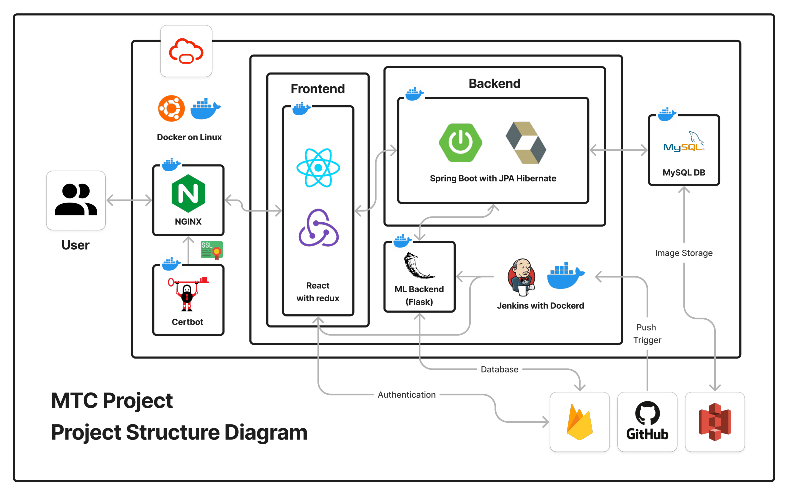 Frontend
Backend
Docker on Linux
Spring Boot with JPA Hibernate
MySQL
MySQL DB
NGINX
User
SSL
Image Storage
React
with redux
ML Backend
(Flask)
Jenkins with Dockerd
Certbot
Push
Trigger
Database
Authentication
MTC Project
Project Structure Diagram
GitHub